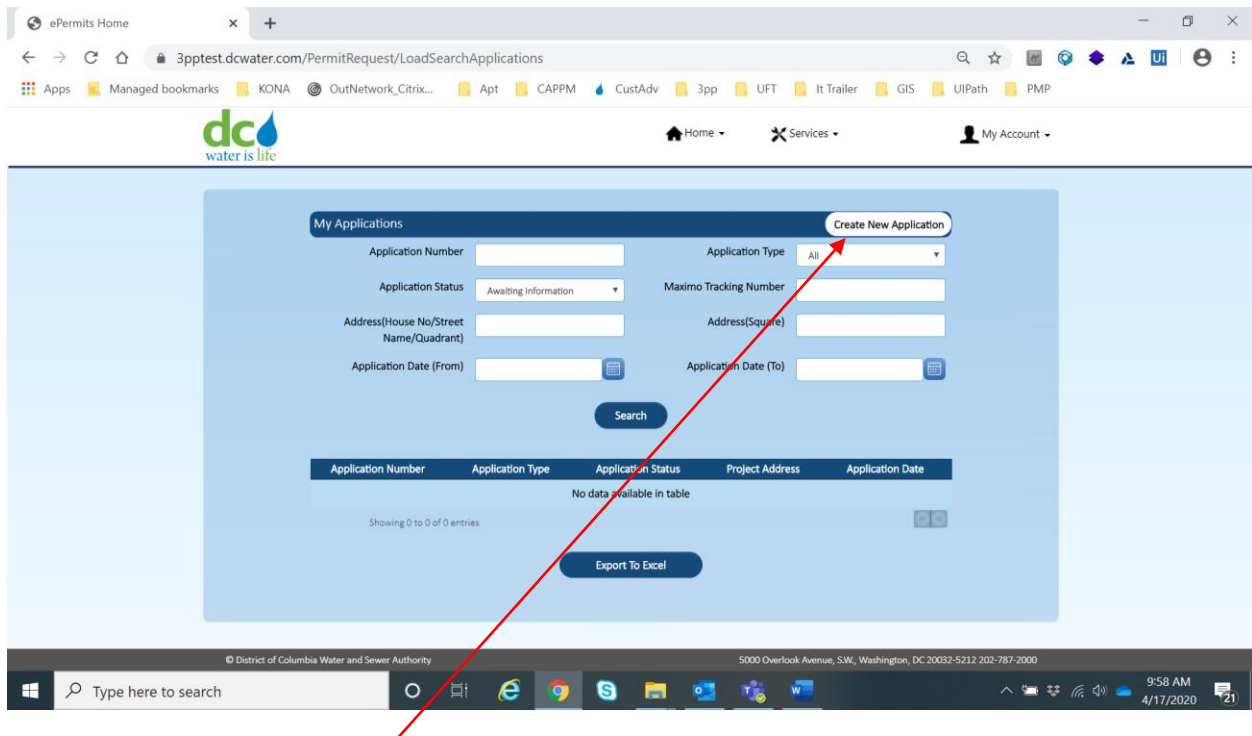 ePermits Home
3pptest.dcwater.com/PermitRequest/LoadSearchApplications
Apps Managed bookmarks KONA OutNetwork_Citrix... Apt CAPPM CustAdv 3pp UFT It Trailer GIS UIPath PMP
dc
water is life
Home Services My Account
My Applications Create New Application
Application Number Application Type All
Application Status Awaiting Information Maximo Tracking Number
Address(House No/Street Address(Square)
Name/Quadrant)
Application Date (From) Application Date (To)
Search
Application Number Application Type Application Status Project Address Application Date
No data available in table
Showing 0 to 0 of 0 entries
Export To Excel
© District of Columbia Water and Sewer Authority 5000 Overlook Avenue, S.W., Washington, DC 20032-5212 202-787-2000
Type here to search 9:58 AM
4/17/2020 21